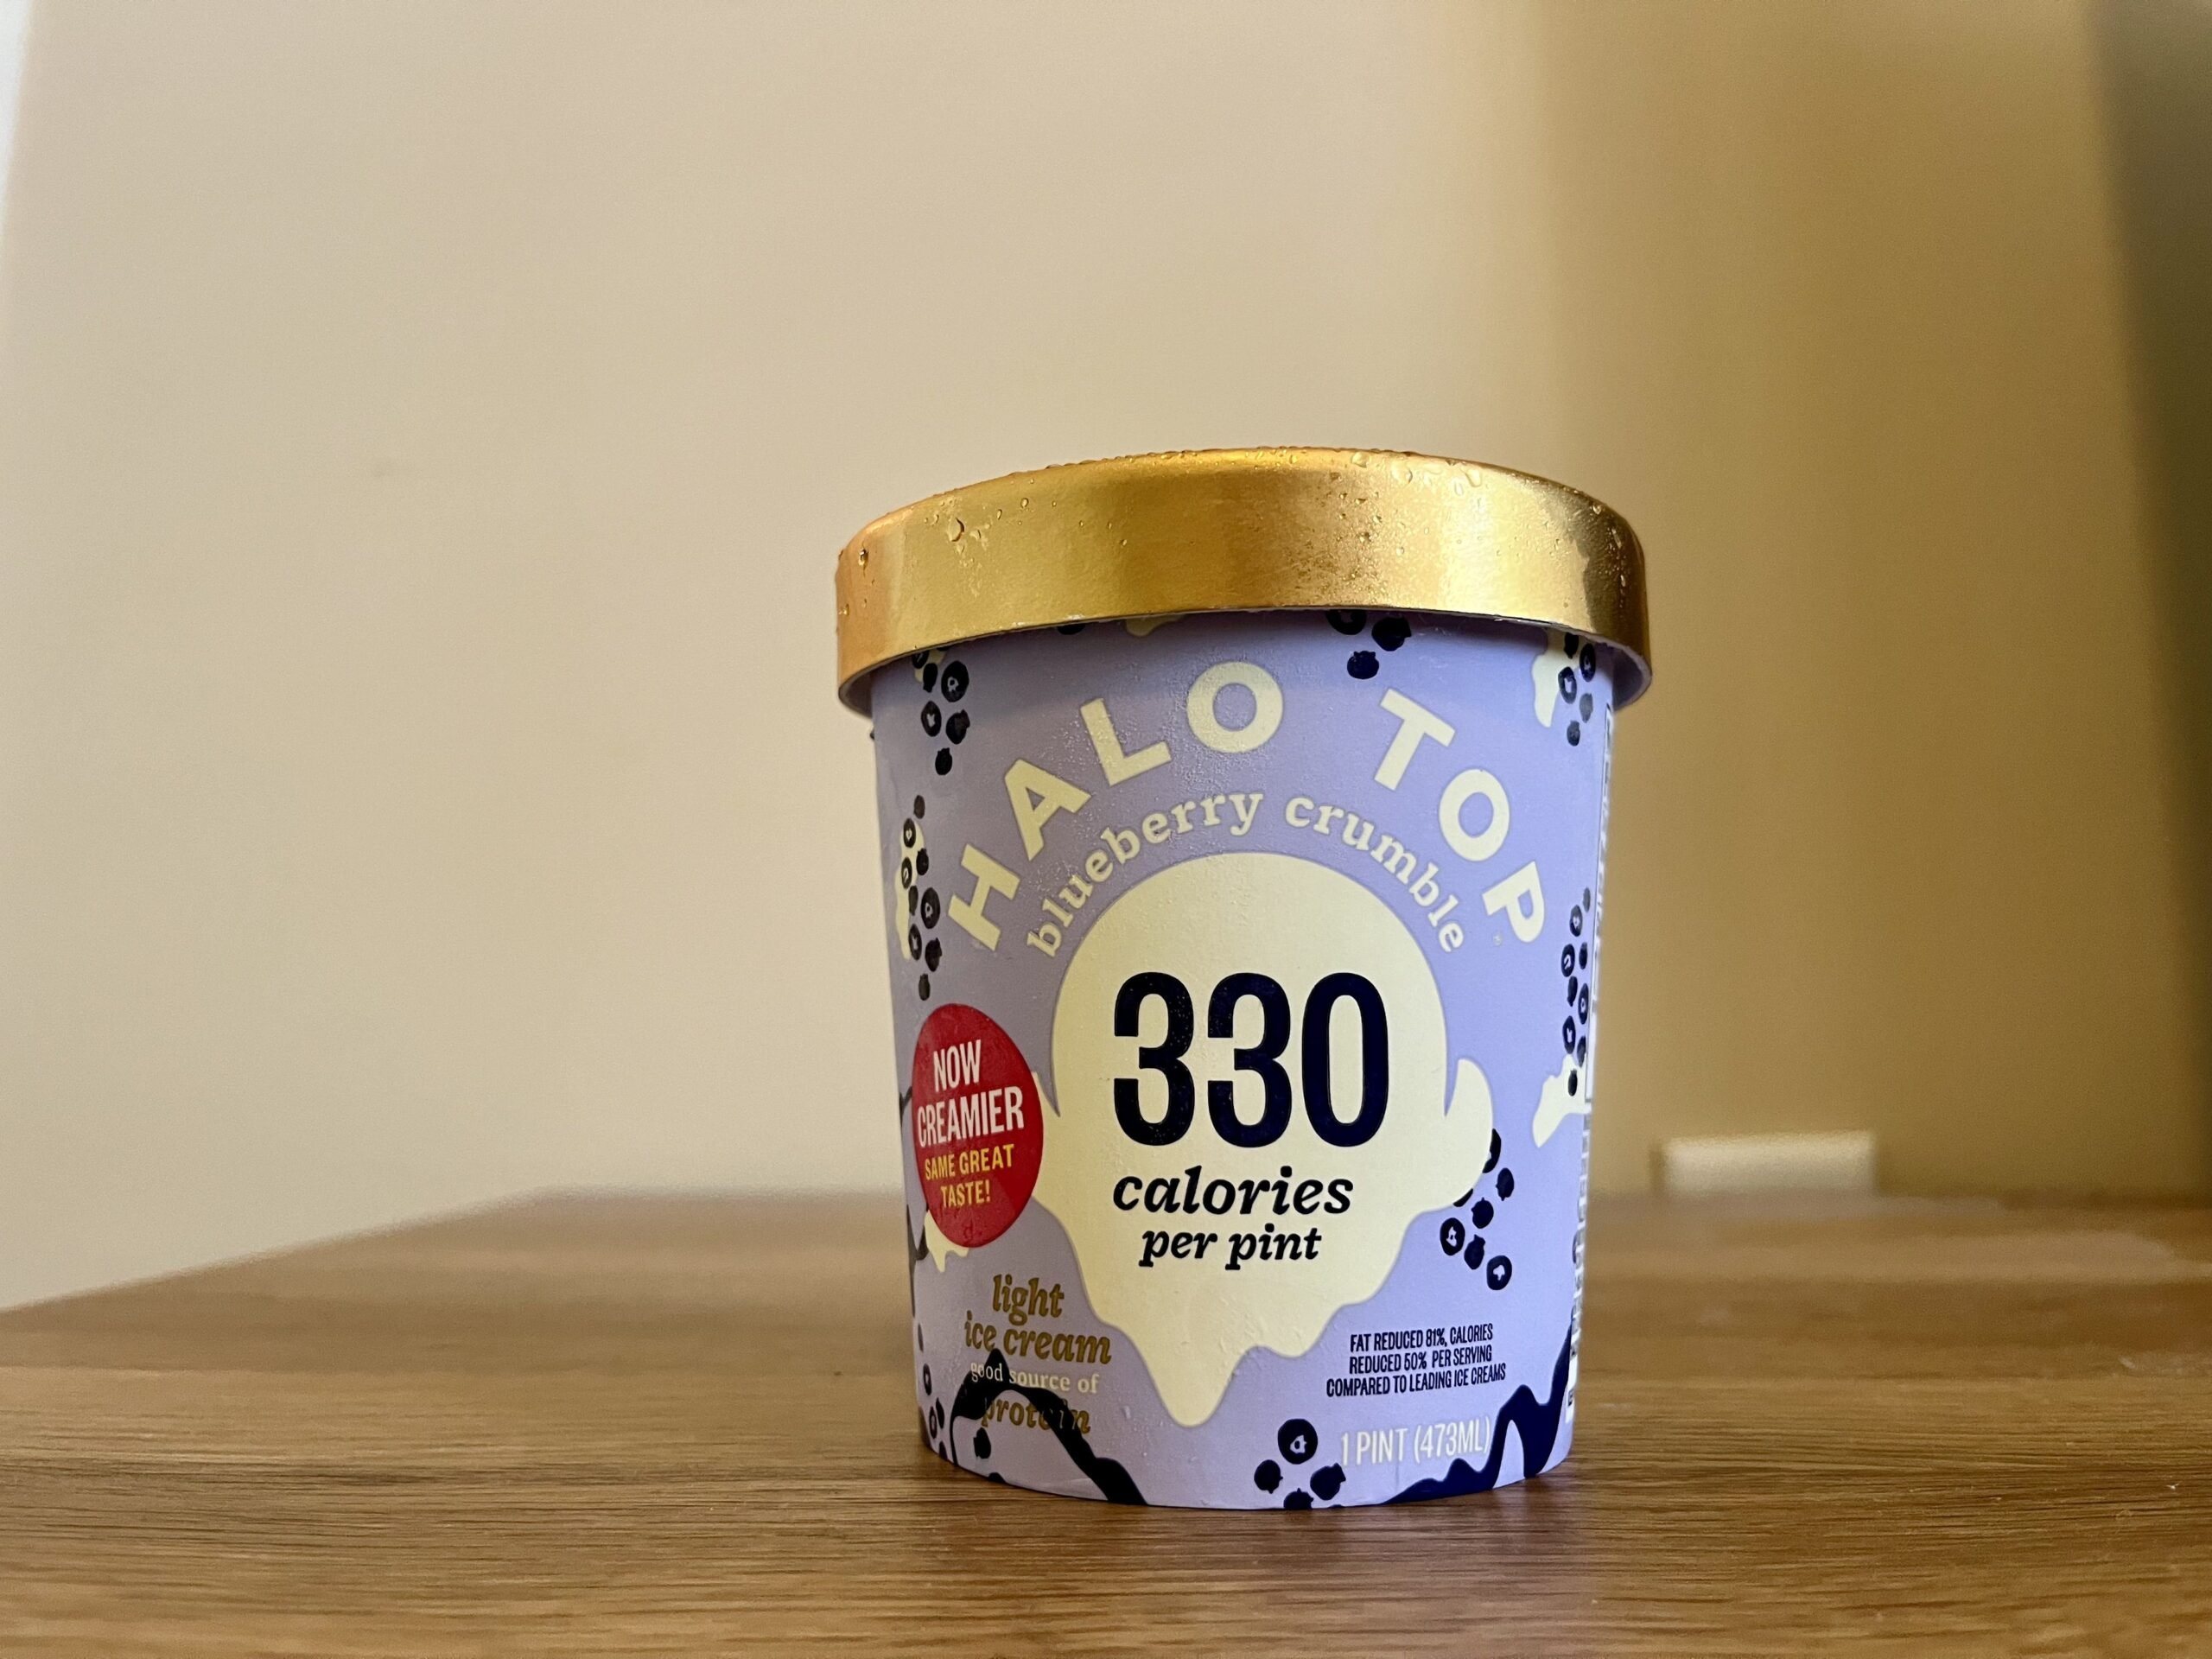 HALO TOP
blueberry crumble
330
calories
per pint
NOW
CREAMIER
SAME GREAT
TASTE!
light
ice cream
good source of
protein
FAT REDUCED 81%, CALORIES
REDUCED 50% PER SERVING
COMPARED TO LEADING ICE CREAMS
1 PINT (473ML)